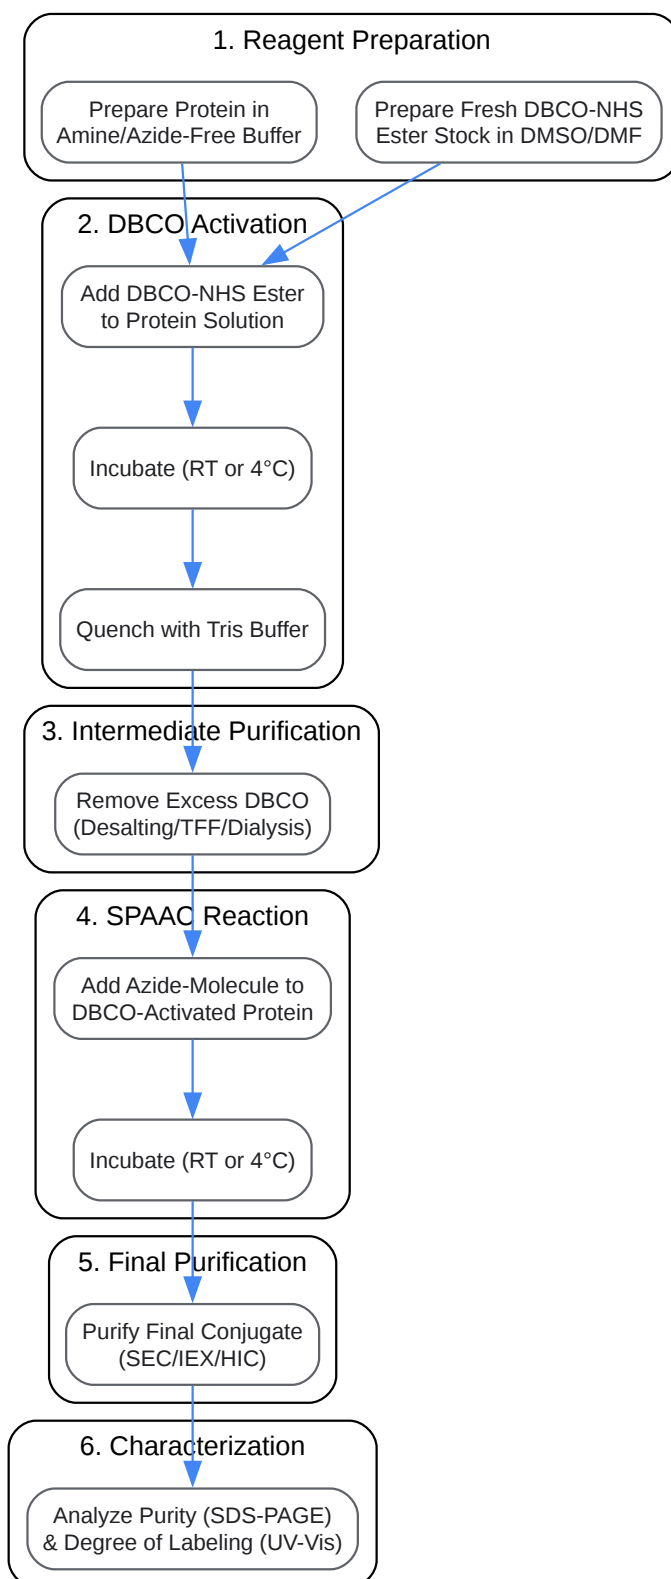 1. Reagent Preparation
Prepare Protein in
Amine/Azide-Free Buffer
Prepare Fresh DBCO-NHS
Ester Stock in DMSO/DMF
2. DBCO Activation
Add DBCO-NHS Ester
to Protein Solution
Incubate (RT or 4°C)
Quench with Tris Buffer
3. Intermediate Purification
Remove Excess DBCO
(Desalting/TFF/Dialysis)
4. SPAAC Reaction
Add Azide-Molecule to
DBCO-Activated Protein
Incubate (RT or 4°C)
5. Final Purification
Purify Final Conjugate
(SEC/IEX/HIC)
6. Characterization
Analyze Purity (SDS-PAGE)
& Degree of Labeling (UV-Vis)